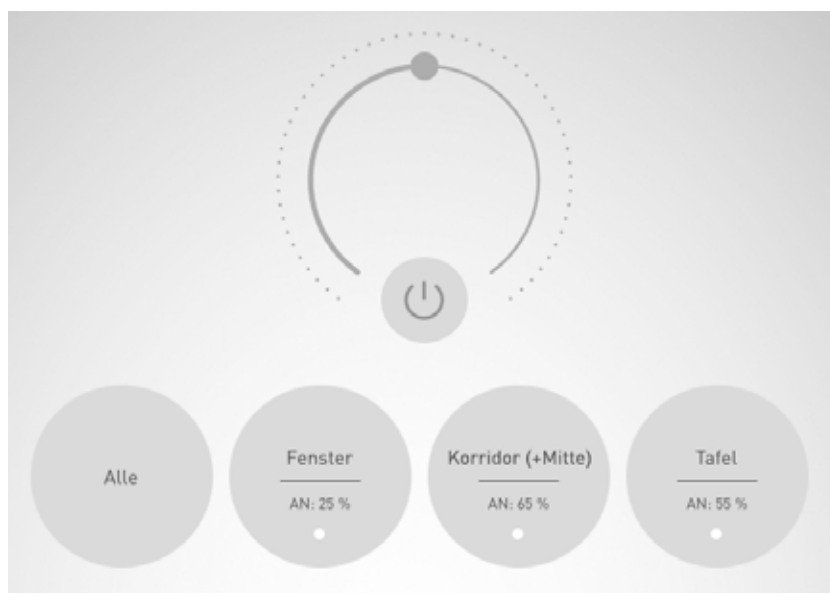 Alle
Fenster
AN: 25 %
Korridor (+Mitte)
AN: 65 %
Tafel
AN: 55 %